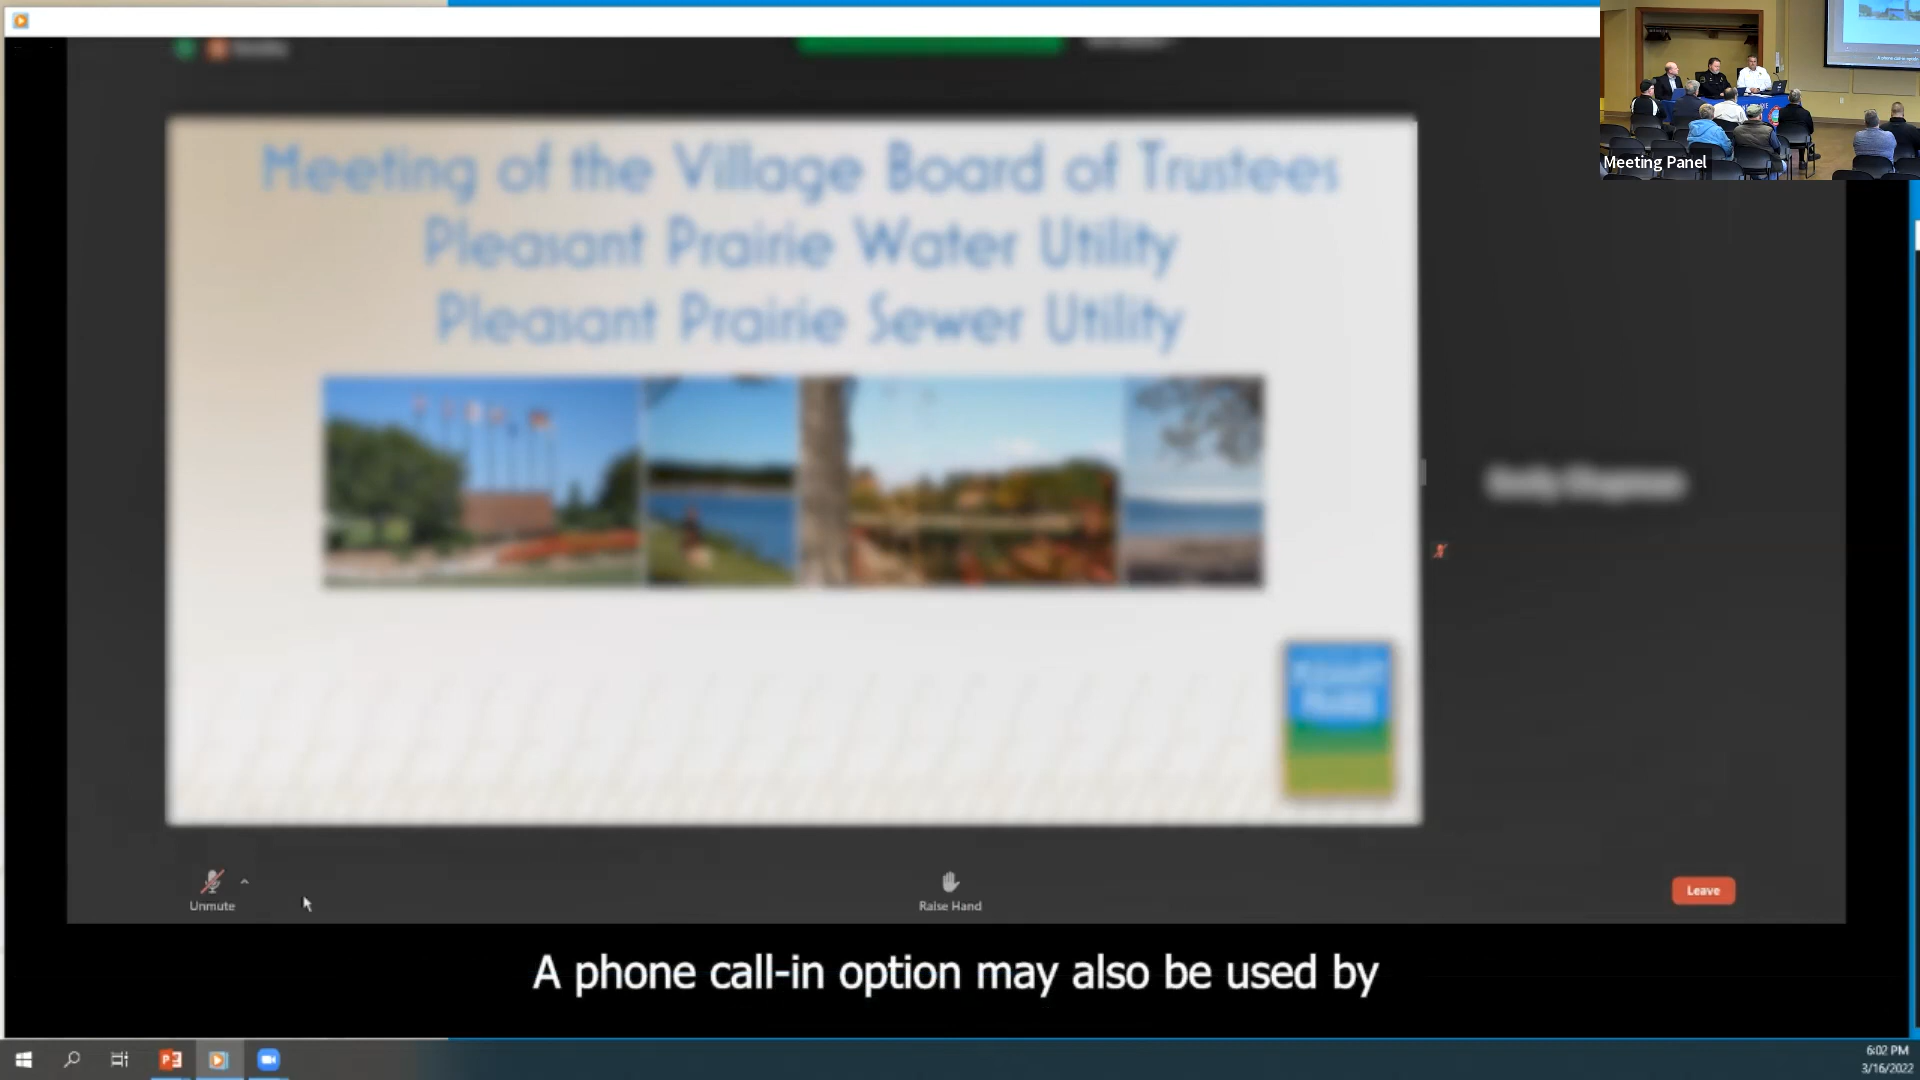 Meeting Panel
Meeting of the Village Board of Trustees
Pleasant Prairie Water Utility
Pleasant Prairie Sewer Utility
Unmute
Raise Hand
Leave
A phone call-in option may also be used by
6:02 PM
3/16/2022